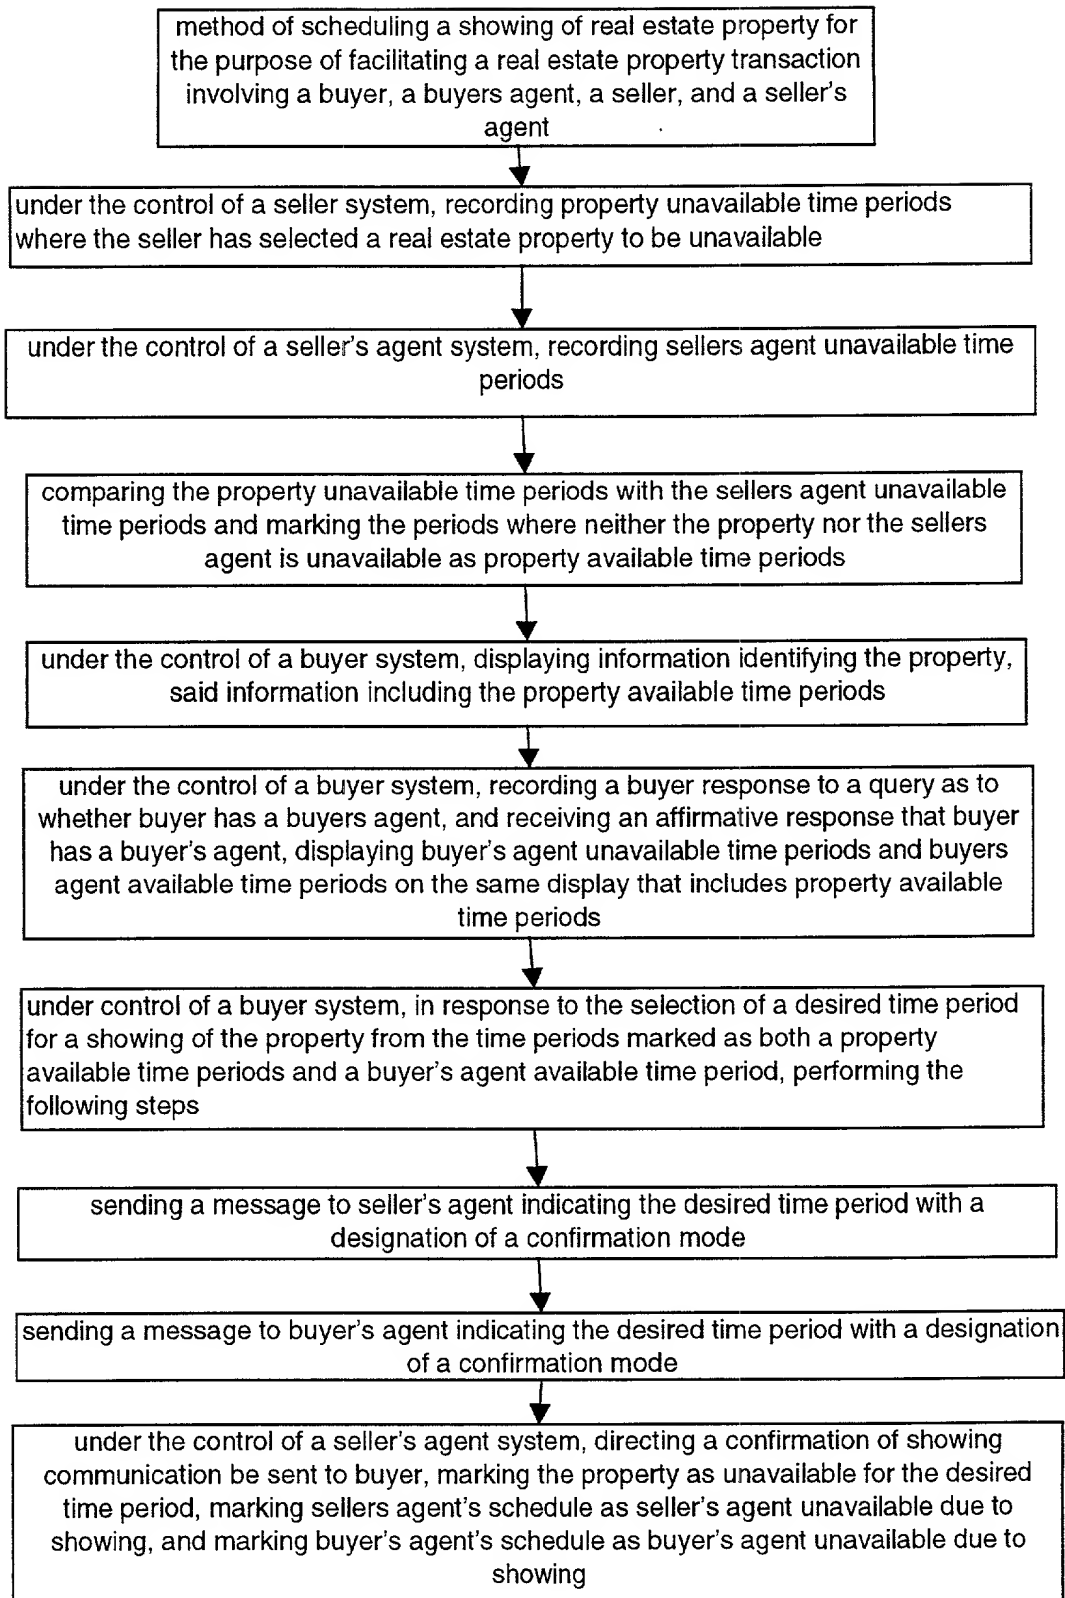 method of scheduling a showing of real estate property for
the purpose of facilitating a real estate property transaction
involving a buyer, a buyers agent, a seller, and a seller's
agent
under the control of a seller system, recording property unavailable time periods
where the seller has selected a real estate property to be unavailable
under the control of a seller's agent system, recording sellers agent unavailable time
periods
comparing the property unavailable time periods with the sellers agent unavailable
time periods and marking the periods where neither the property nor the sellers
agent is unavailable as property available time periods
under the control of a buyer system, displaying information identifying the property,
said information including the property available time periods
under the control of a buyer system, recording a buyer response to a query as to
whether buyer has a buyers agent, and receiving an affirmative response that buyer
has a buyer's agent, displaying buyer's agent unavailable time periods and buyers
agent available time periods on the same display that includes property available
time periods
under control of a buyer system, in response to the selection of a desired time period
for a showing of the property from the time periods marked as both a property
available time periods and a buyer's agent available time period, performing the
following steps
sending a message to seller's agent indicating the desired time period with a
designation of a confirmation mode
sending a message to buyer's agent indicating the desired time period with a designation
of a confirmation mode
under the control of a seller's agent system, directing a confirmation of showing
communication be sent to buyer, marking the property as unavailable for the desired
time period, marking sellers agent's schedule as seller's agent unavailable due to
showing, and marking buyer's agent's schedule as buyer's agent unavailable due to
showing